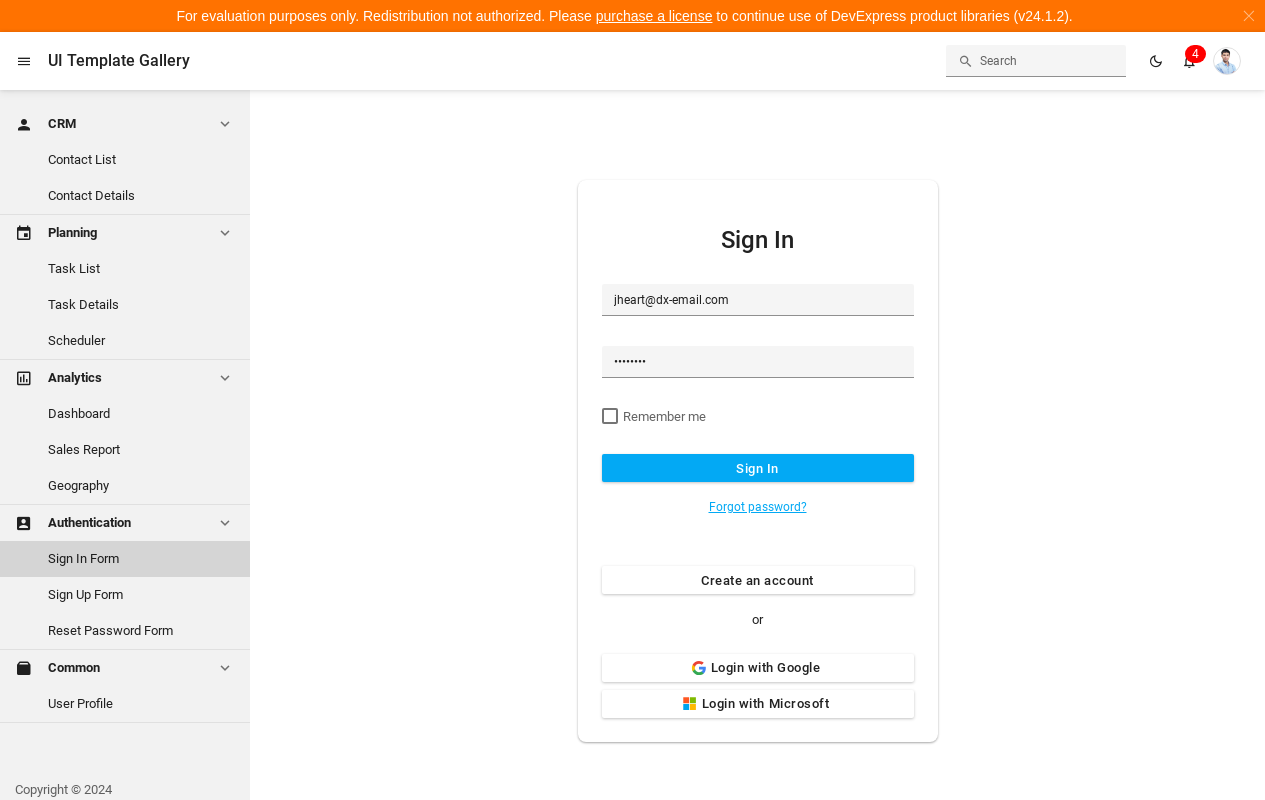 For evaluation purposes only. Redistribution not authorized. Please purchase a license to continue use of DevExpress product libraries (v24.1.2).
UI Template Gallery
Search
4
CRM
Contact List
Contact Details
Planning
Task List
Task Details
Scheduler
Analytics
Dashboard
Sales Report
Geography
Authentication
Sign In Form
Sign Up Form
Reset Password Form
Common
User Profile
Copyright © 2024
Sign In
jheart@dx-email.com
••••••••
Remember me
Sign In
Forgot password?
Create an account
or
Login with Google
Login with Microsoft